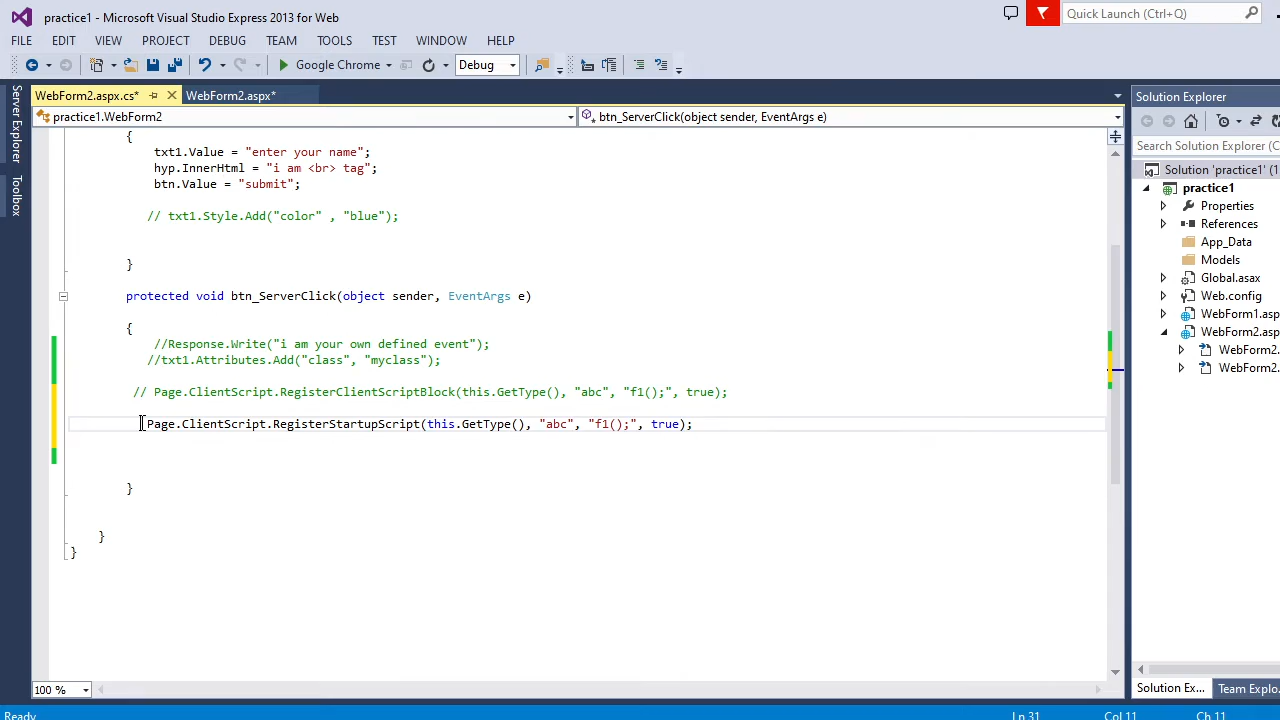 practice1 - Microsoft Visual Studio Express 2013 for Web
Quick Launch (Ctrl+Q)
FILE EDIT VIEW PROJECT DEBUG TEAM TOOLS TEST WINDOW HELP
Google Chrome Debug
Server Explorer
Toolbox
WebForm2.aspx.cs* WebForm2.aspx*
practice1.WebForm2 btn_ServerClick(object sender, EventArgs e)
{
txt1.Value = "enter your name";
hyp.InnerHtml = "i am <br> tag";
btn.Value = "submit";
// txt1.Style.Add("color" , "blue");
}
protected void btn_ServerClick(object sender, EventArgs e)
{
//Response.Write("i am your own defined event");
//txt1.Attributes.Add("class", "myclass");
// Page.ClientScript.RegisterClientScriptBlock(this.GetType(), "abc", "f1();", true);
Page.ClientScript.RegisterStartupScript(this.GetType(), "abc", "f1();", true);
}
}
}
100 %
Solution Explorer
Search Solution Explorer (C
Solution 'practice1' (1
practice1
Properties
References
App_Data
Models
Global.asax
Web.config
WebForm1.asp
WebForm2.asp
WebForm2.
WebForm2.
Solution Ex... Team Explo
Ready Ln 31 Col 11 Ch 11